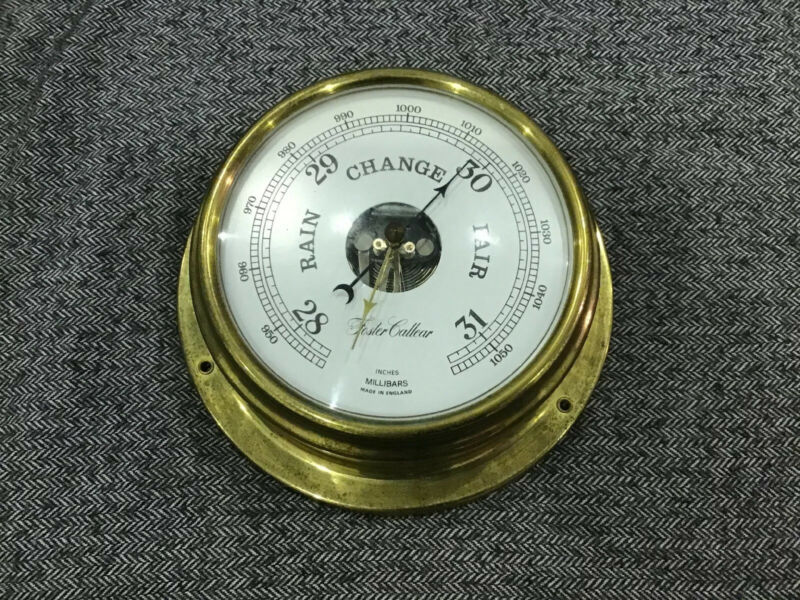 950
960
970
980
990
1000
1010
1020
1030
1040
1050
28
29
30
31
RAIN
CHANGE
FAIR
Foster Callear
INCHES
MILLIBARS
MADE IN ENGLAND